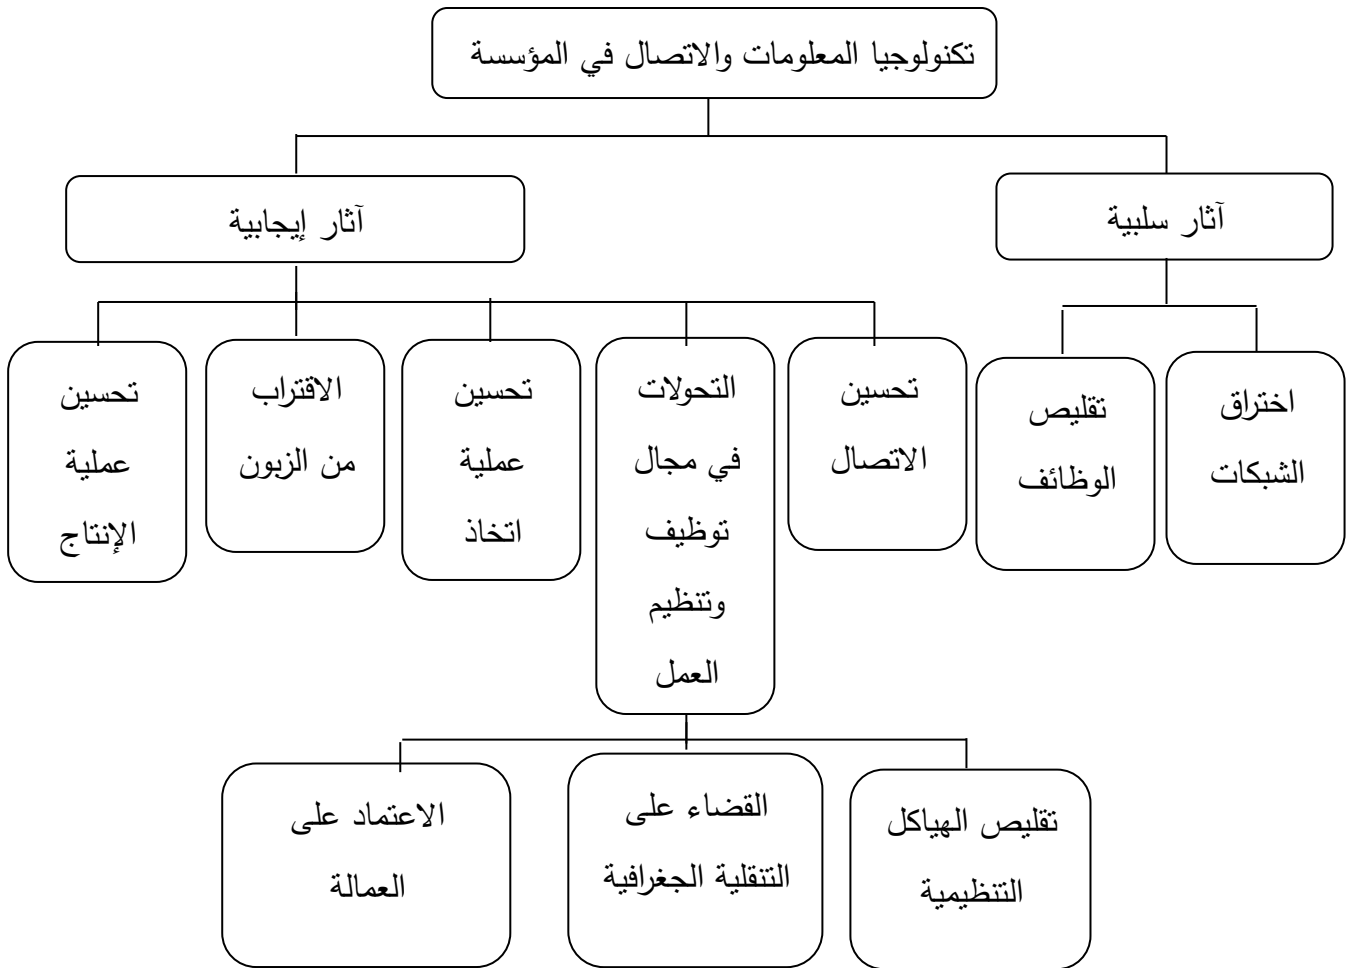 تكنولوجيا المعلومات والاتصال في المؤسسة
آثار سلبية
آثار إيجابية
اختراق
الشبكات
تقليص
الوظائف
تحسين
الاتصال
التحولات
في مجال
توظيف
وتنظيم
العمل
تحسين
عملية
اتخاذ
الاقتراب
من الزبون
تحسين
عملية
الإنتاج
تقليص الهياكل
التنظيمية
القضاء على
التنقلية الجغرافية
الاعتماد على
العمالة